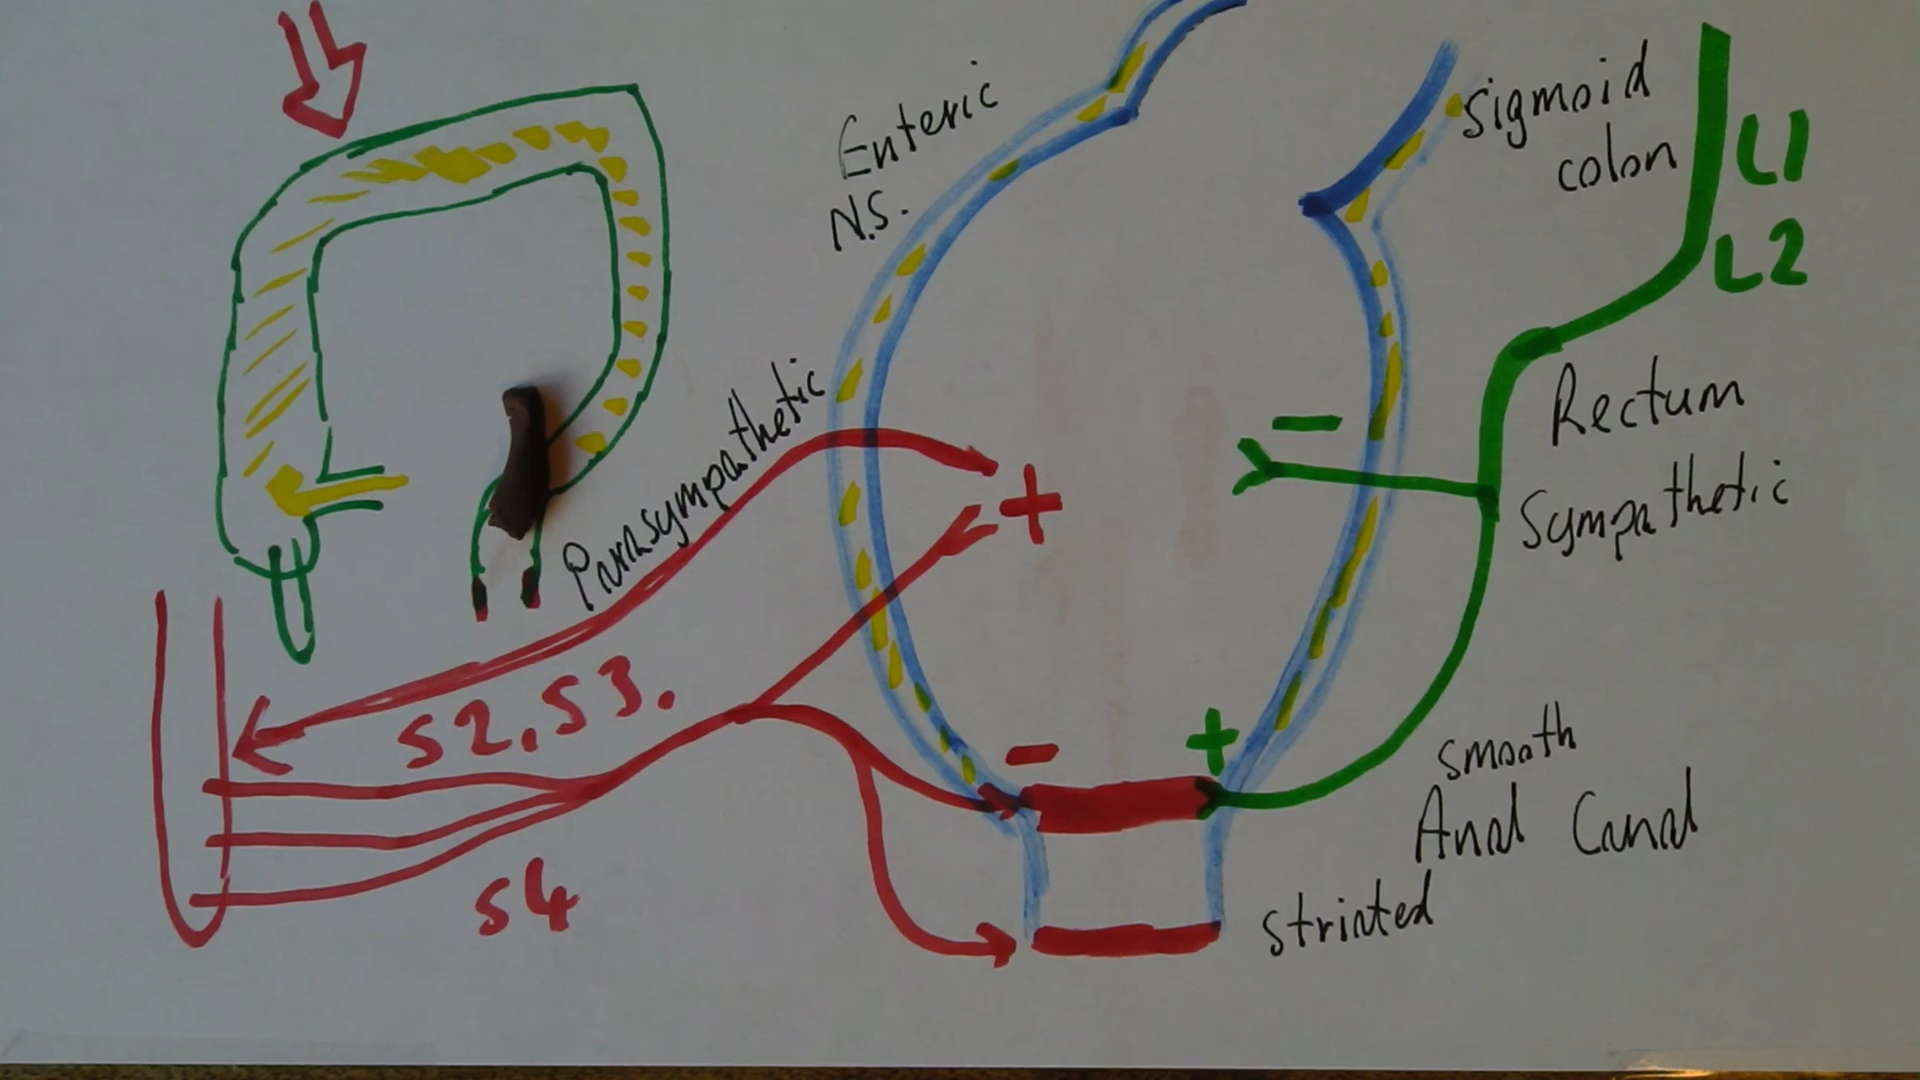 Enteric
N.S.
Sigmoid
colon
L1
L2
Parasympathetic
Rectum
Sympathetic
-
+
S2, S3.
-
+
smooth
Anal Canal
S4
striated